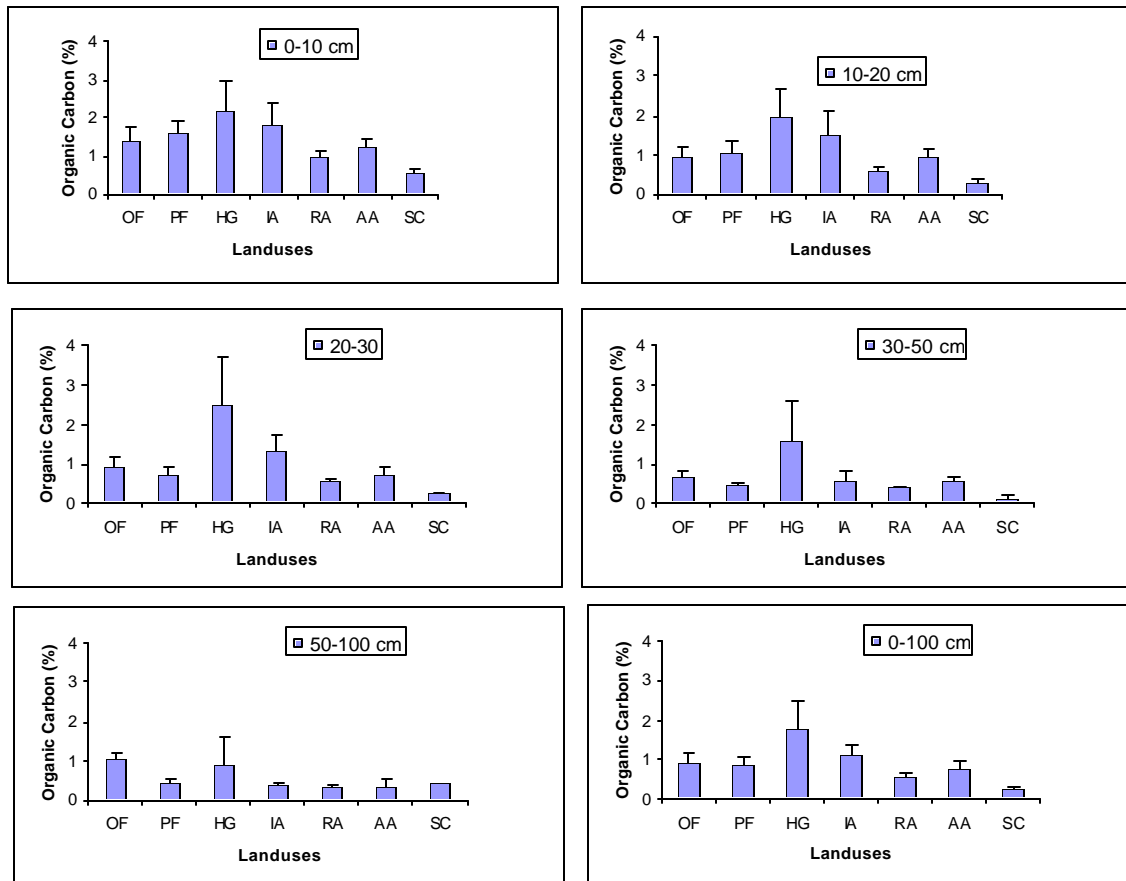 0-10 cm
Organic Carbon (%)
4
3
2
1
0
OF PF HG IA RA AA SC
Landuses
10-20 cm
Organic Carbon (%)
4
3
2
1
0
OF PF HG IA RA AA SC
Landuses
20-30
Organic Carbon (%)
4
3
2
1
0
OF PF HG IA RA AA SC
Landuses
30-50 cm
Organic Carbon (%)
4
3
2
1
0
OF PF HG IA RA AA SC
Landuses
50-100 cm
Organic Carbon (%)
4
3
2
1
0
OF PF HG IA RA AA SC
Landuses
0-100 cm
Organic Carbon (%)
4
3
2
1
0
OF PF HG IA RA AA SC
Landuses